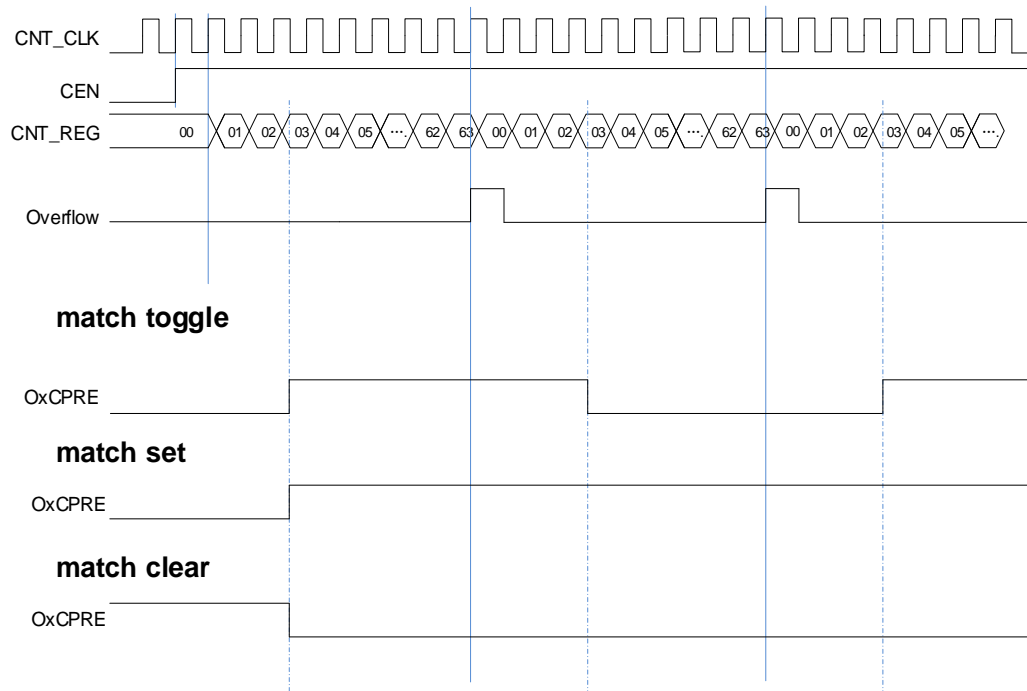 CNT_CLK
CEN
CNT_REG 00 01 02 03 04 05 .... 62 63 00 01 02 03 04 05 .... 62 63 00 01 02 03 04 05 ....
Overflow
match toggle
OxCPRE
match set
OxCPRE
match clear
OxCPRE